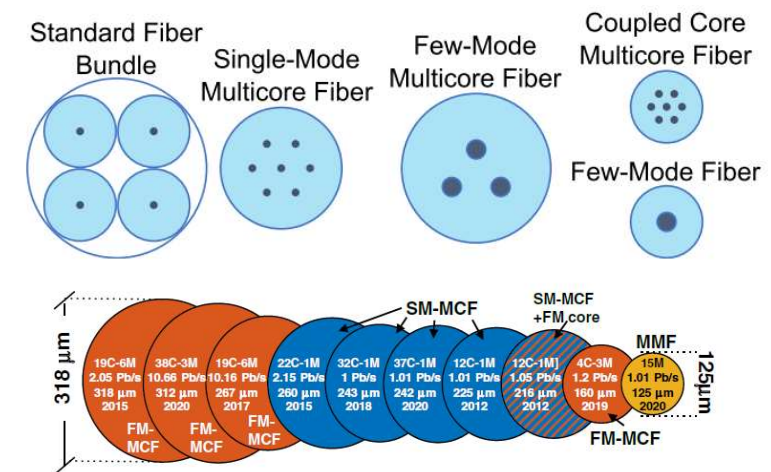 Standard Fiber
Bundle
Single-Mode
Multicore Fiber
Few-Mode
Multicore Fiber
Coupled Core
Multicore Fiber
Few-Mode Fiber
318 μm
19C-6M
2.05 Pb/s
318 μm
2015
FM-
MCF
38C-3M
10.66 Pb/s
312 μm
2020
FM-
MCF
19C-6M
10.16 Pb/s
267 μm
2017
FM-
MCF
SM-MCF
22C-1M
2.15 Pb/s
260 μm
2015
32C-1M
1 Pb/s
243 μm
2018
37C-1M
1.01 Pb/s
242 μm
2020
12C-1M
1.01 Pb/s
225 μm
2012
SM-MCF
+FM core
12C-1M]
1.05 Pb/s
216 μm
2012
4C-3M
1.2 Pb/s
160 μm
2019
FM-MCF
MMF
15M
1.01 Pb/s
125 μm
2020
125μm